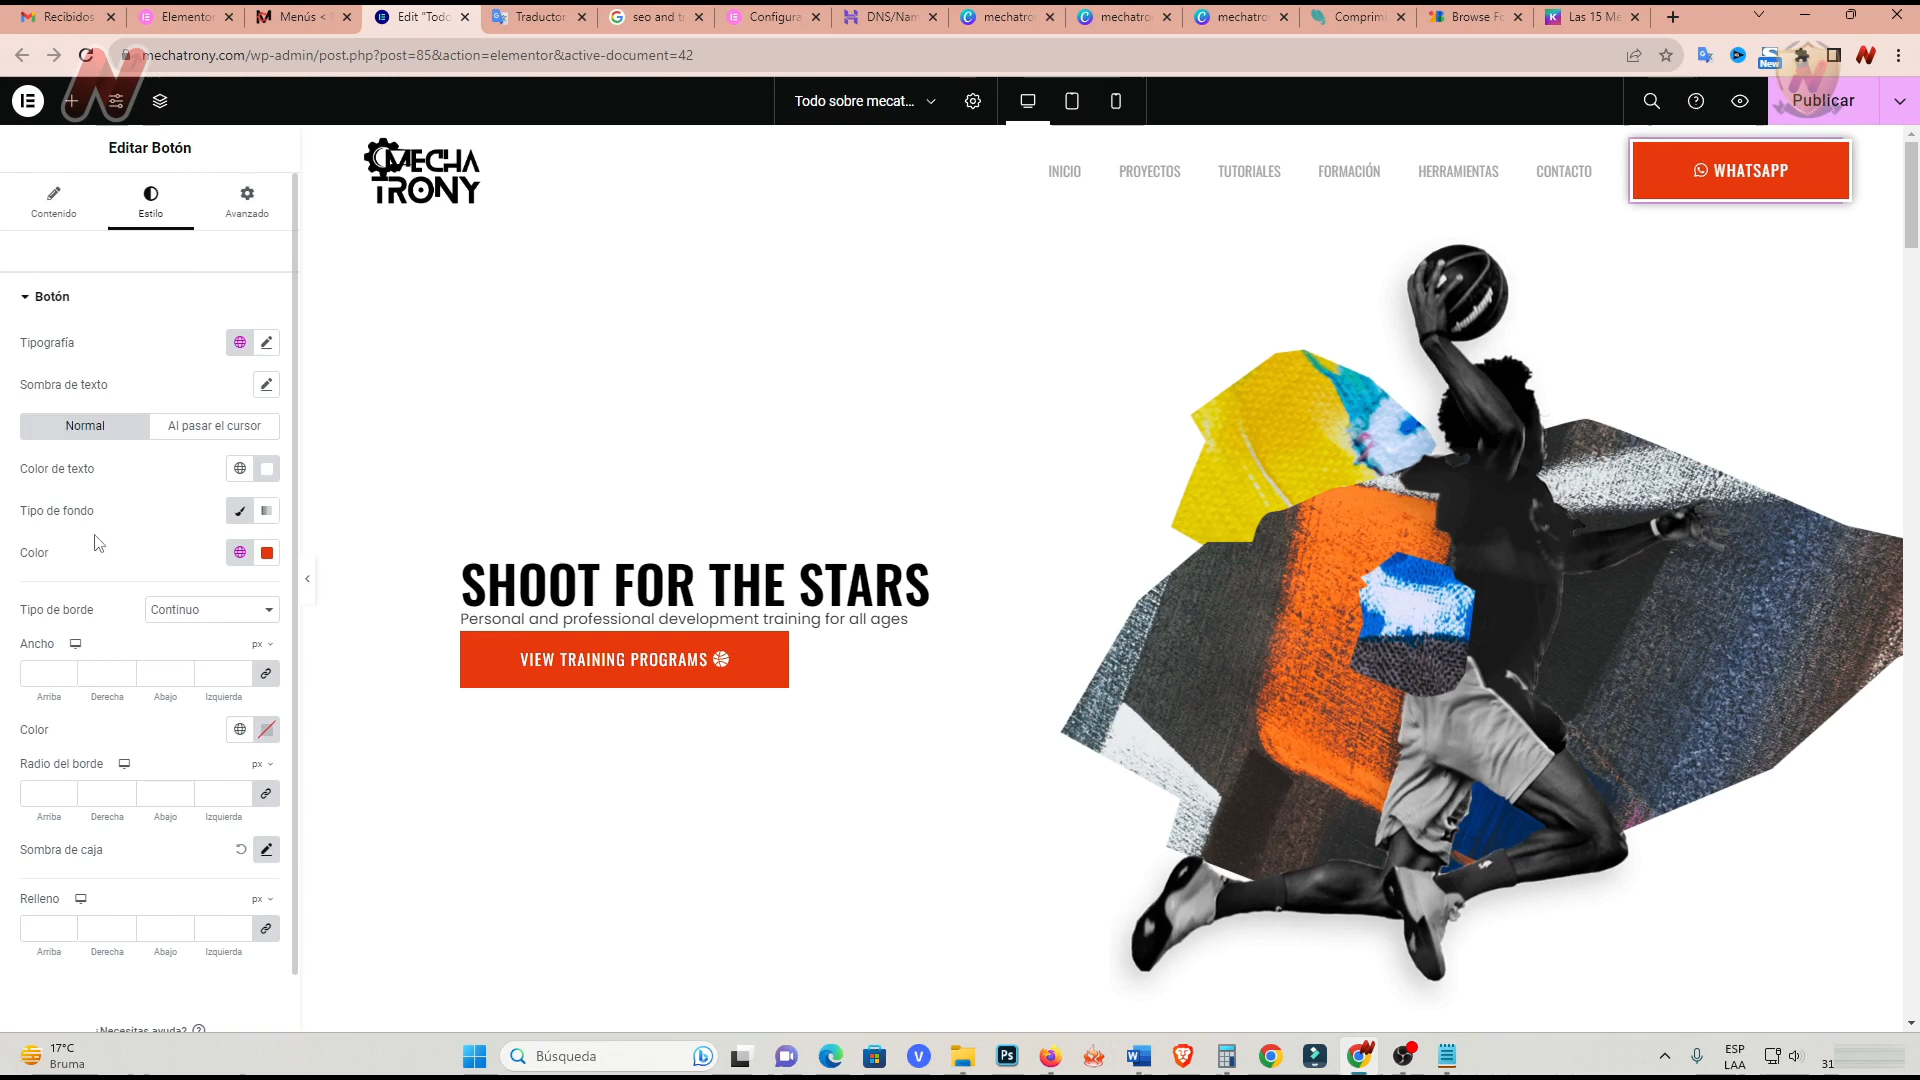 Recibidos
Elementor
Menús <
Edit "Todo
Traductor
seo and tr
Configura
DNS/Nam
mechatro
mechatro
mechatro
Comprimi
Browse Fo
Las 15 Me
mechatrony.com/wp-admin/post.php?post=85&action=elementor&active-document=42
New
Todo sobre mecat...
Publicar
Editar Botón
Contenido
Estilo
Avanzado
MECHA
TRONY
INICIO
PROYECTOS
TUTORIALES
FORMACIÓN
HERRAMIENTAS
CONTACTO
WHATSAPP
Botón
Tipografía
Sombra de texto
Normal
Al pasar el cursor
Color de texto
Tipo de fondo
Color
Tipo de borde
Continuo
Ancho
px
Arriba
Derecha
Abajo
Izquierda
Color
Radio del borde
px
Arriba
Derecha
Abajo
Izquierda
Sombra de caja
Relleno
px
Arriba
Derecha
Abajo
Izquierda
¿Necesitas ayuda?
SHOOT FOR THE STARS
Personal and professional development training for all ages
VIEW TRAINING PROGRAMS
17°C
Bruma
Búsqueda
ESP
LAA
31